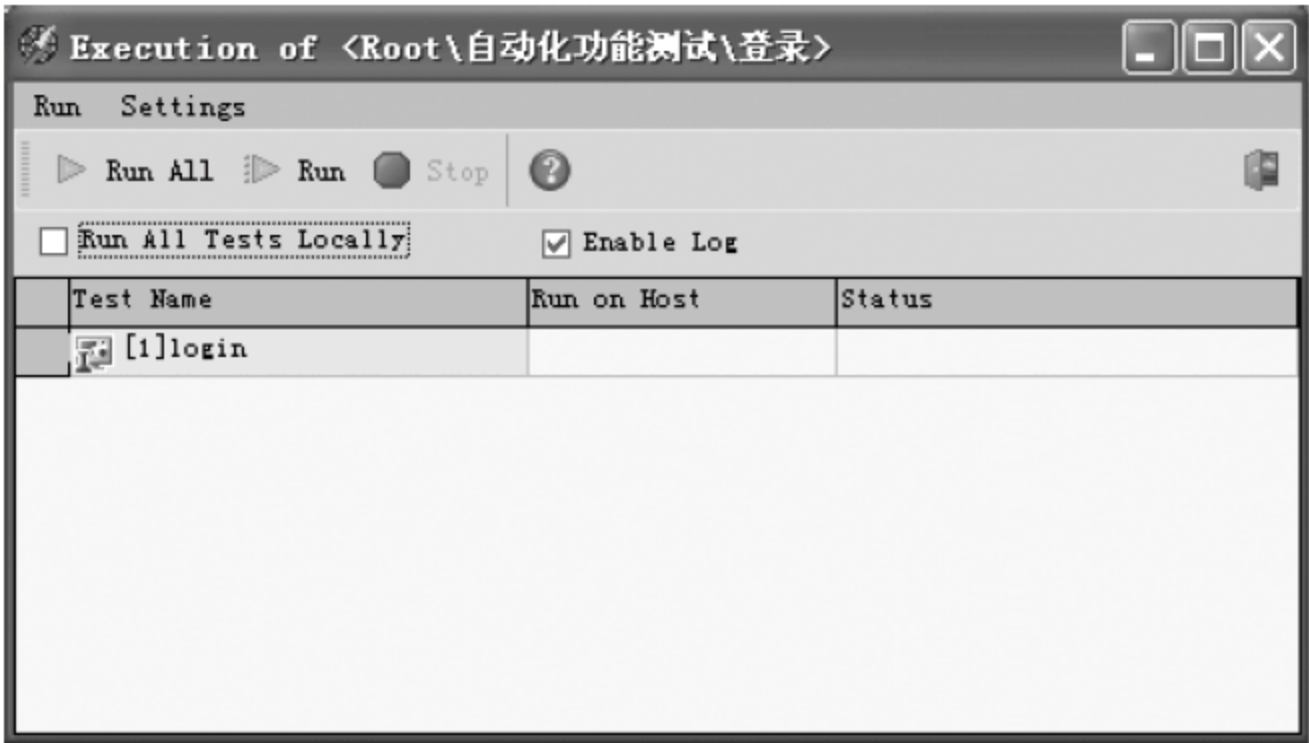 Execution of <Root\自动化功能测试\登录>
Run Settings
Run All Run Stop ?
Run All Tests Locally Enable Log
Test Name Run on Host Status
[1]login